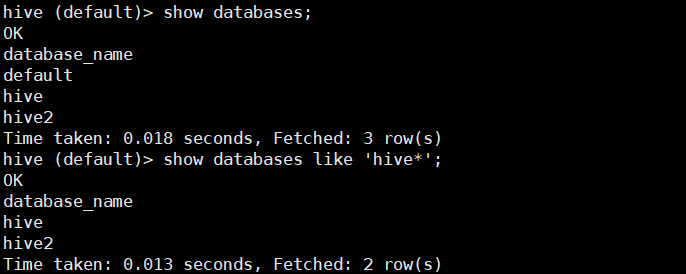 hive (default)> show databases;
OK
database_name
default
hive
hive2
Time taken: 0.018 seconds, Fetched: 3 row(s)
hive (default)> show databases like 'hive*';
OK
database_name
hive
hive2
Time taken: 0.013 seconds, Fetched: 2 row(s)